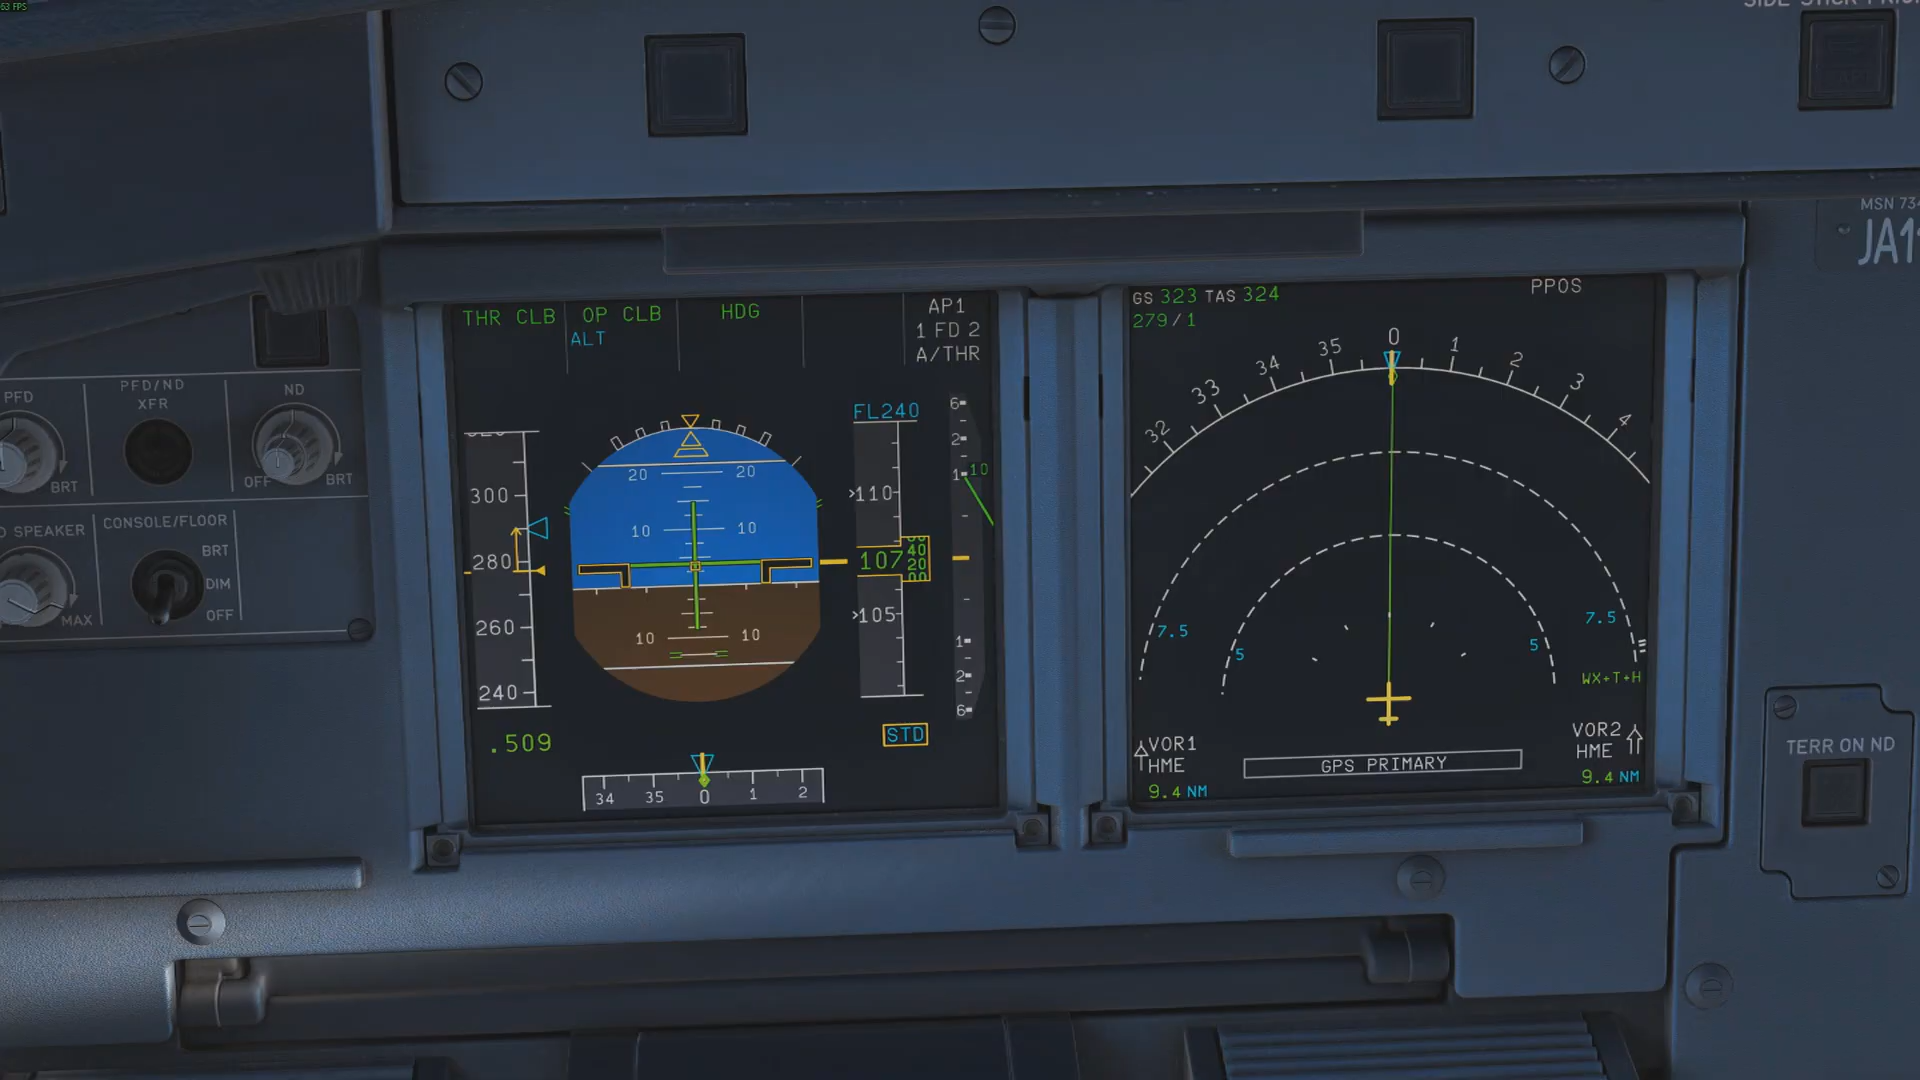 53 FPS
MSN 734
JA1
PFD
PFD/ND
XFR
ND
BRT
OFF
BRT
SPEAKER
CONSOLE/FLOOR
BRT
DIM
OFF
MAX
THR CLB
OP CLB
HDG
AP1
ALT
1 FD 2
A/THR
FL240
300
280
260
240
20 20
10 10
10 10
110
107
40
20
00
105
6
2
1
10
1
2
6
.509
STD
34 35 0 1 2
GS 323 TAS 324
279/1
PPOS
32 33 34 35 0 1 2 3 4
7.5
7.5
5
5
WX+T+H
VOR1
HME
9.4 NM
GPS PRIMARY
VOR2
HME
9.4 NM
TERR ON ND